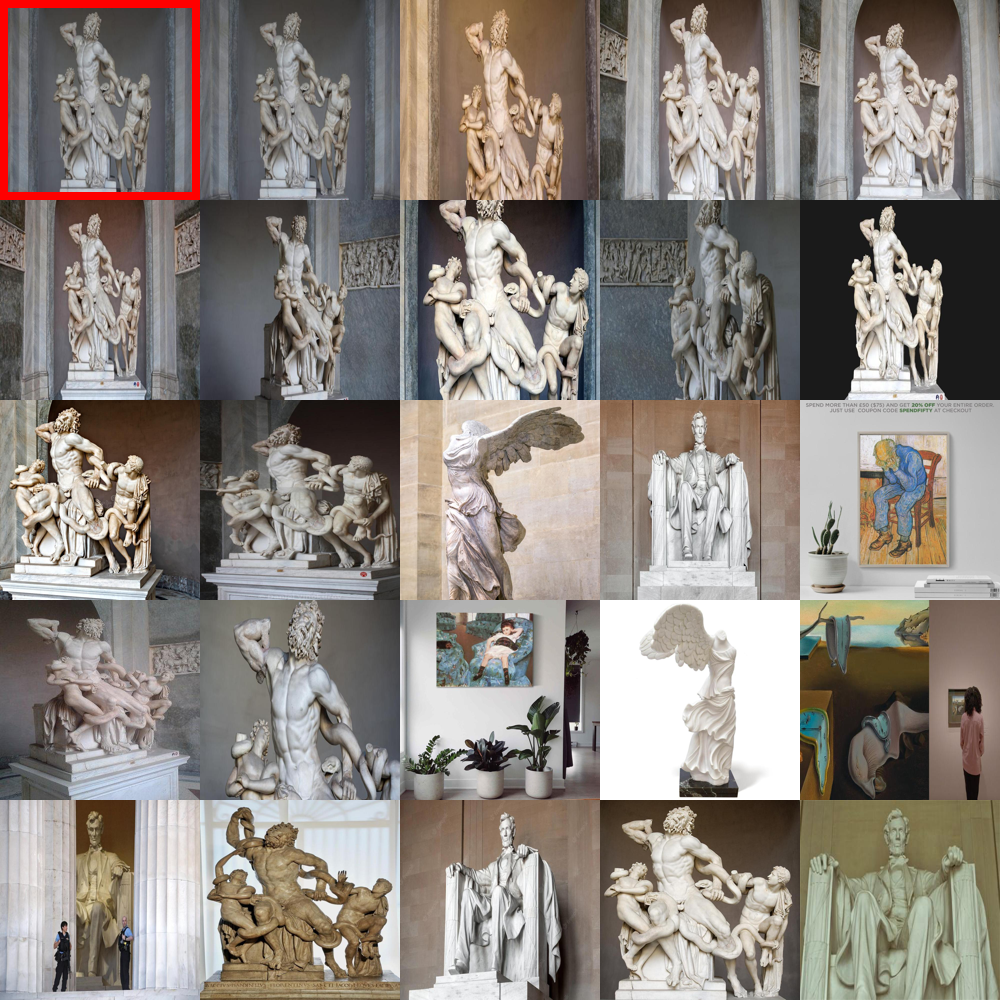 SPEND MORE THAN £50 ($75) AND GET 20% OFF YOUR ENTIRE ORDER.
JUST USE COUPON CODE SPENDFIFTY AT CHECKOUT